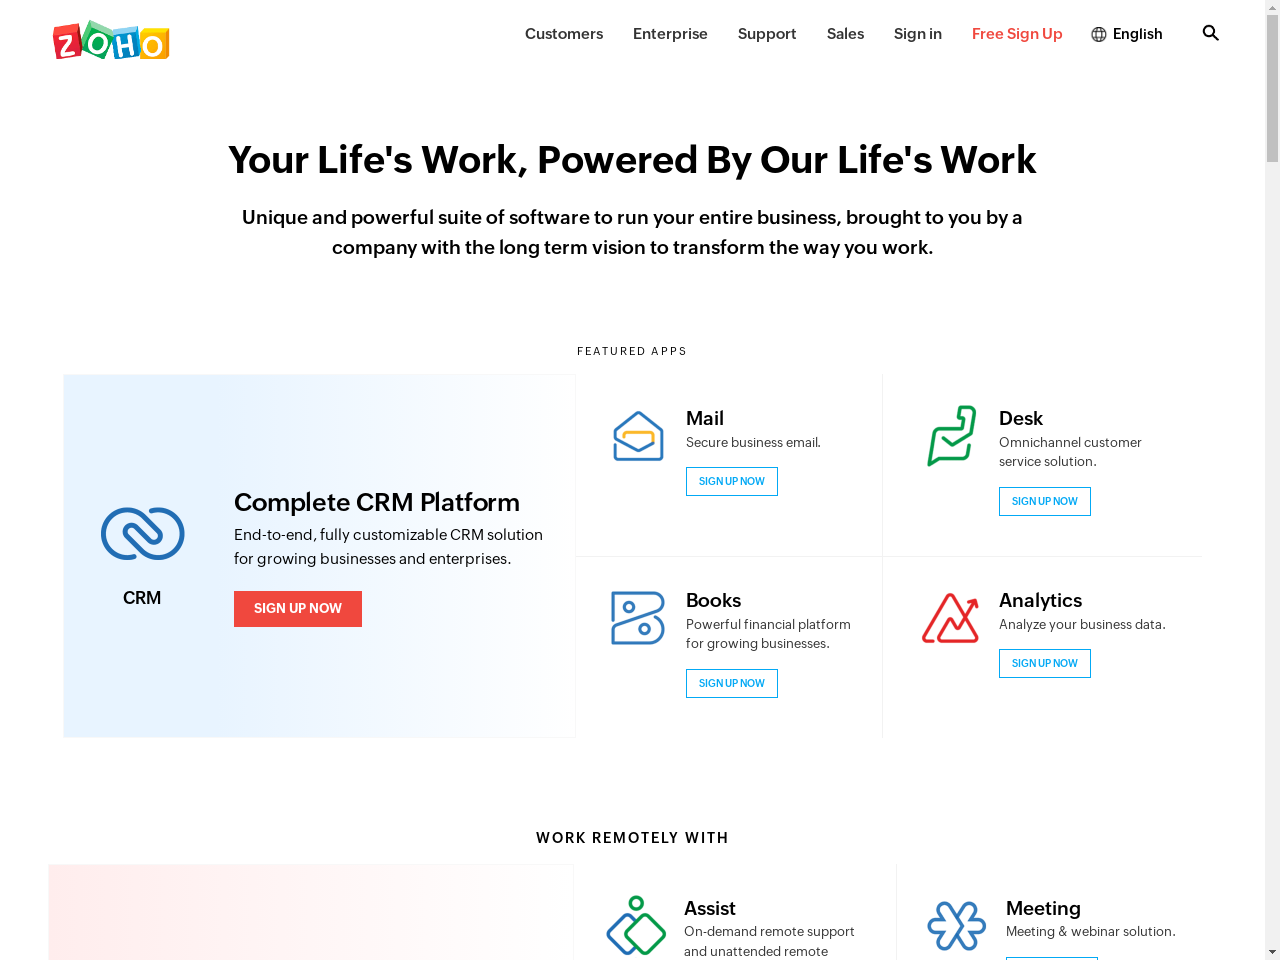 ZOHO
Customers
Enterprise
Support
Sales
Sign in
Free Sign Up
English
Your Life's Work, Powered By Our Life's Work
Unique and powerful suite of software to run your entire business, brought to you by a
company with the long term vision to transform the way you work.
FEATURED APPS
CRM
Complete CRM Platform
End-to-end, fully customizable CRM solution
for growing businesses and enterprises.
SIGN UP NOW
Mail
Secure business email.
SIGN UP NOW
Desk
Omnichannel customer
service solution.
SIGN UP NOW
Books
Powerful financial platform
for growing businesses.
SIGN UP NOW
Analytics
Analyze your business data.
SIGN UP NOW
WORK REMOTELY WITH
Assist
On-demand remote support
and unattended remote
Meeting
Meeting & webinar solution.